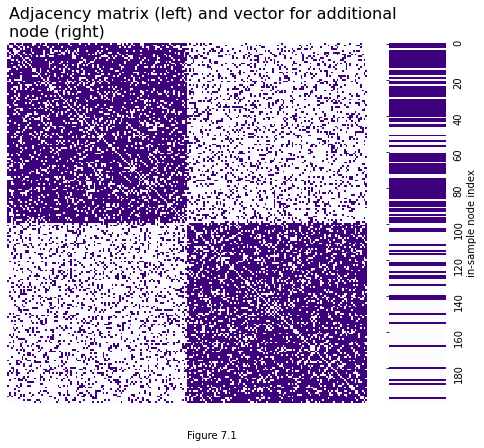 Adjacency matrix (left) and vector for additional
node (right)
0
20
40
60
80
100
120
140
160
180
in-sample node index
Figure 7.1